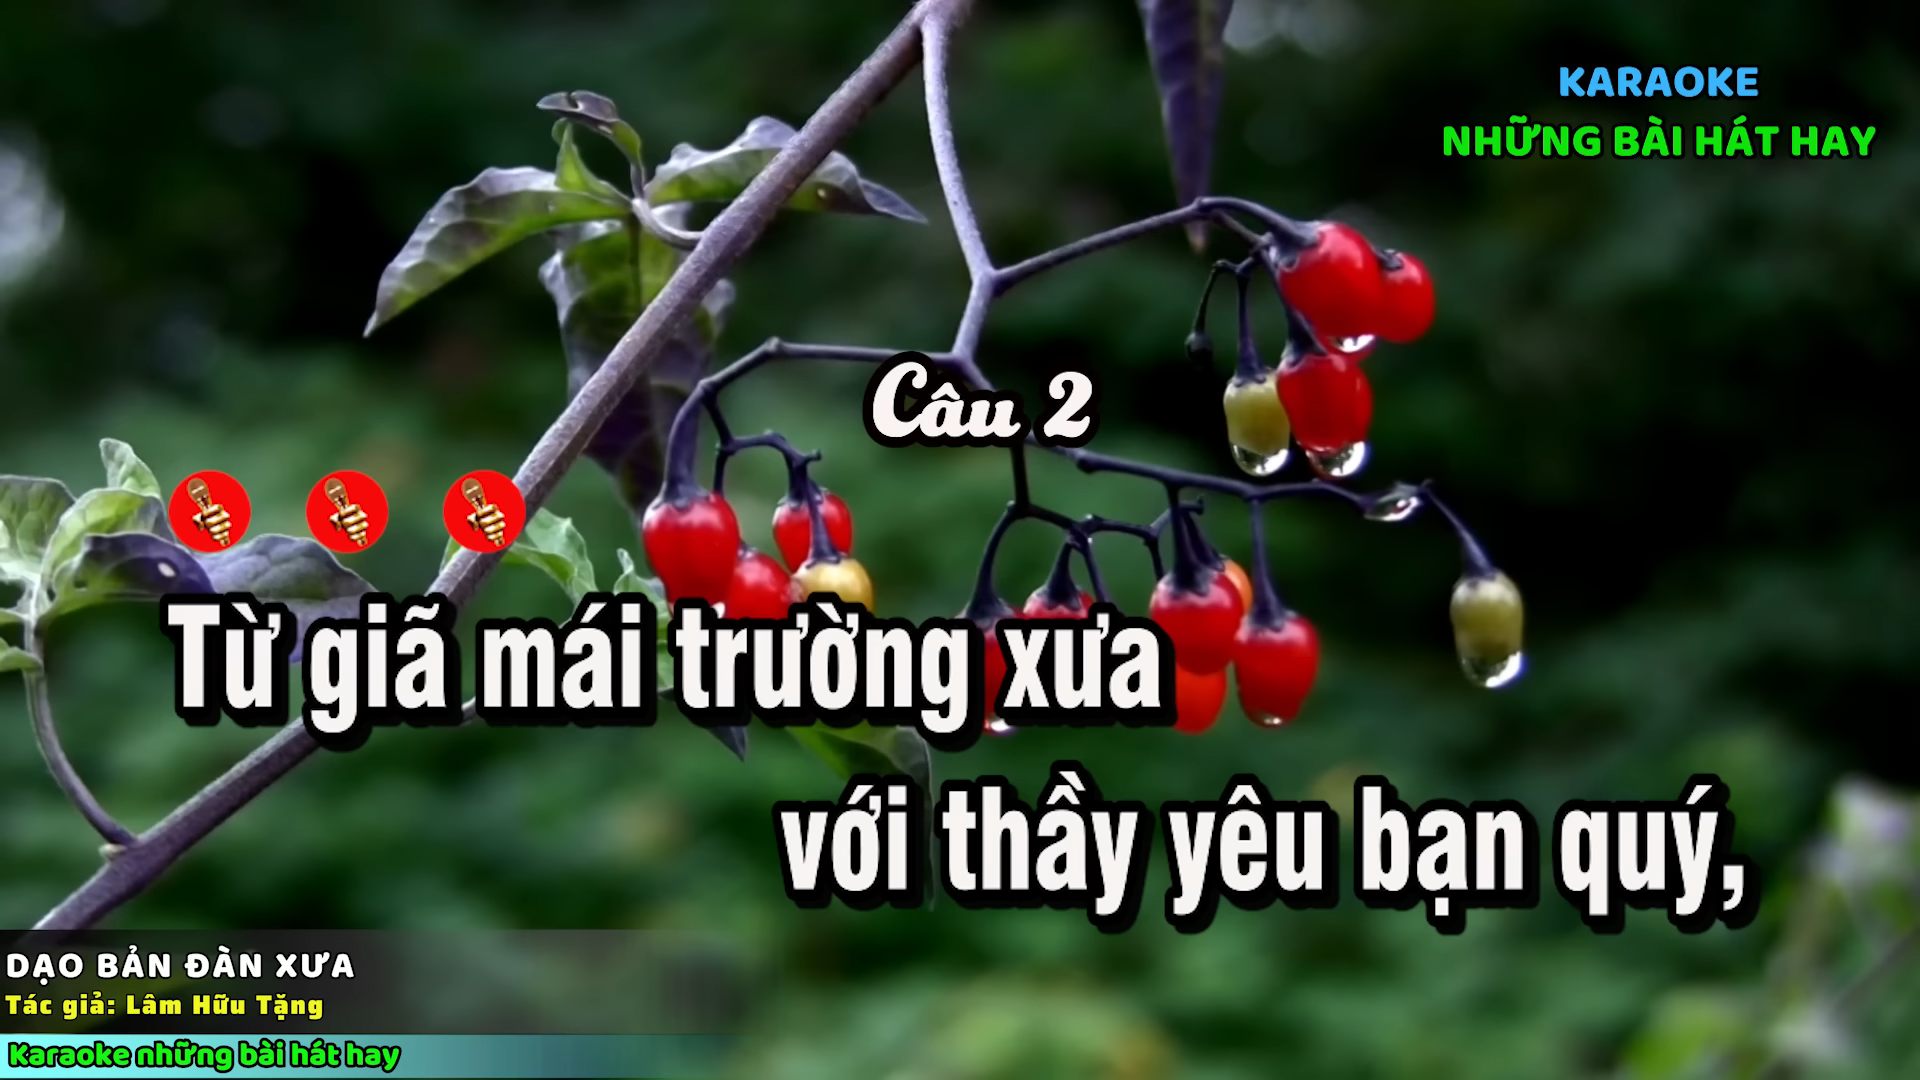 KARAOKE
NHỮNG BÀI HÁT HAY
Câu 2
Từ giã mái trường xưa
với thầy yêu bạn quý,
DẠO BẢN ĐÀN XƯA
Tác giả: Lâm Hữu Tặng
Karaoke những bài hát hay